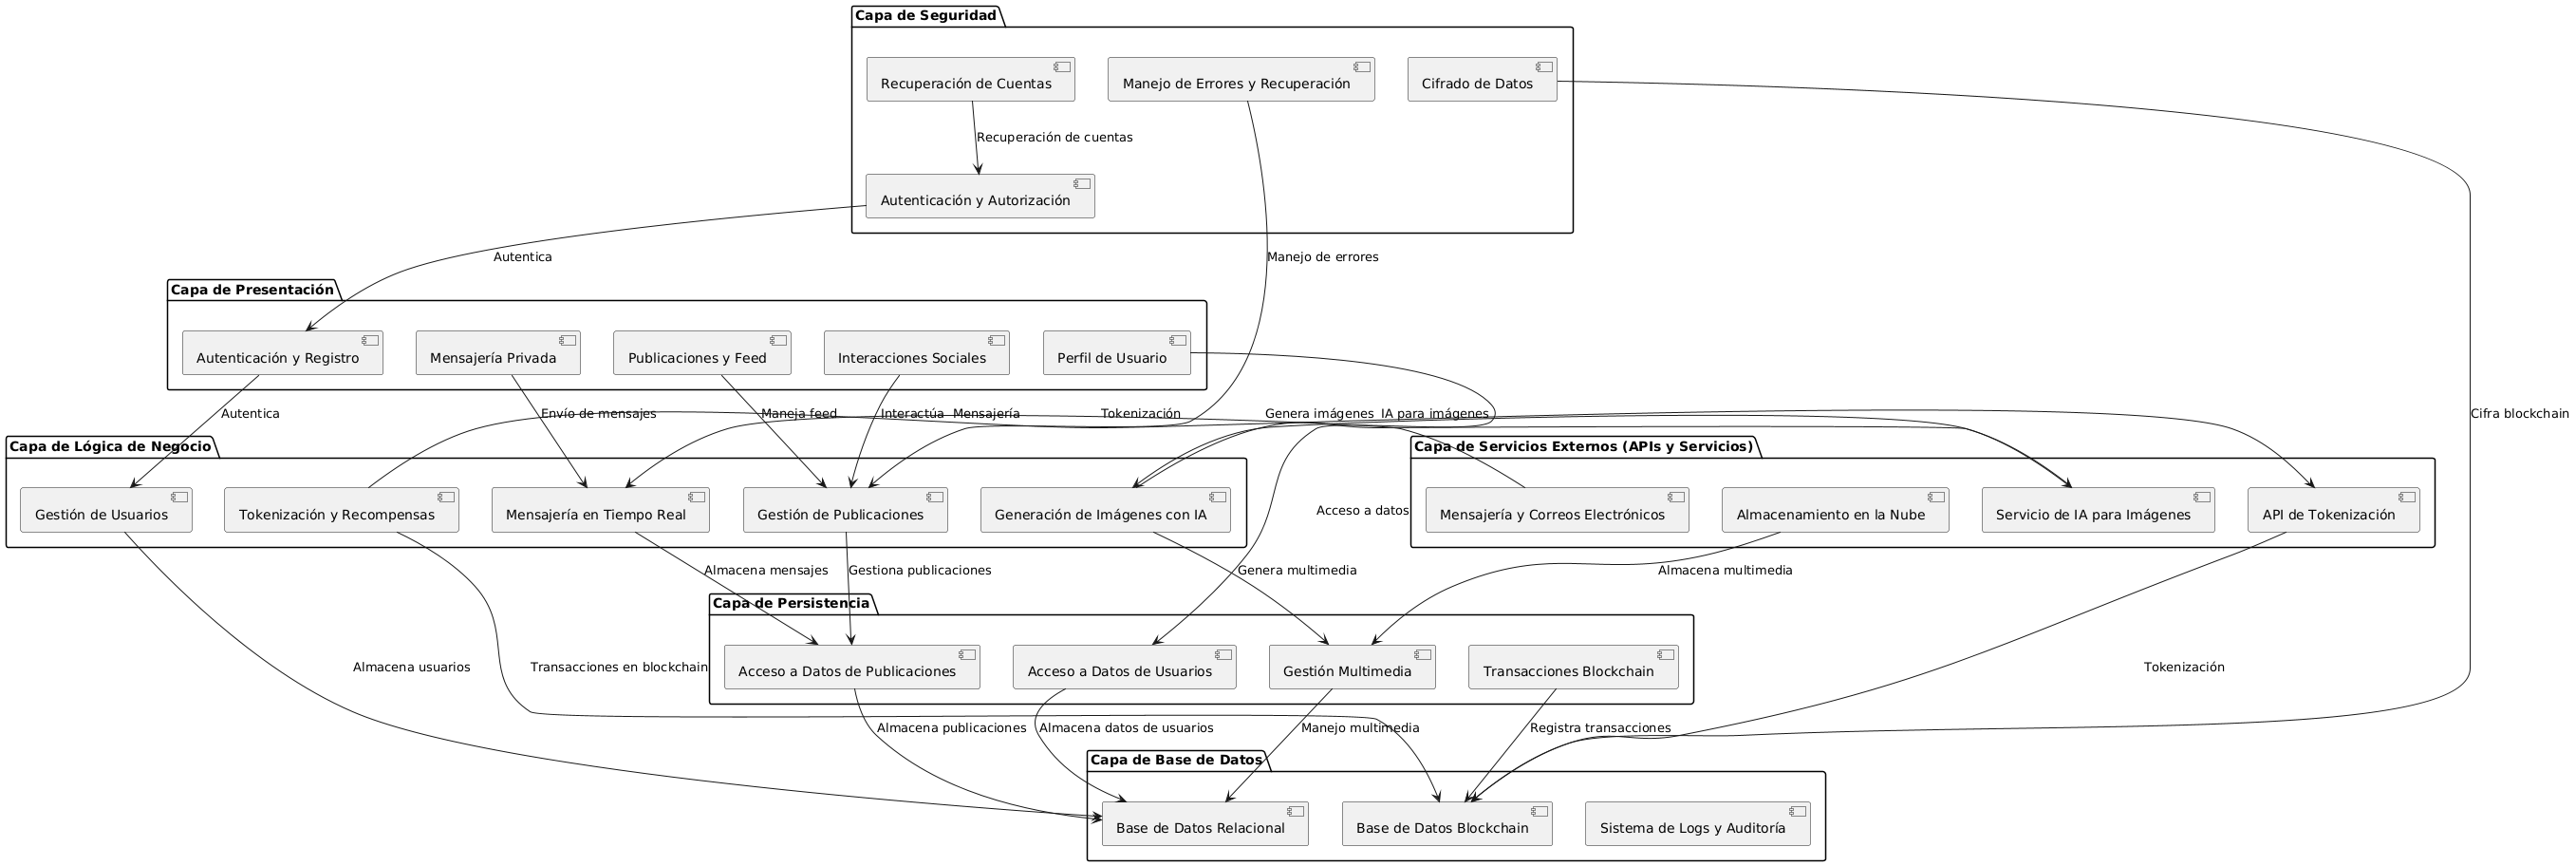 Capa de Seguridad
Recuperación de Cuentas
Manejo de Errores y Recuperación
Cifrado de Datos
Recuperación de cuentas
Autenticación y Autorización
Autentica
Manejo de errores
Capa de Presentación
Autenticación y Registro
Mensajería Privada
Publicaciones y Feed
Interacciones Sociales
Perfil de Usuario
Autentica
Envío de mensajes
Maneja feed
Interactúa
Mensajería
Tokenización
Genera imágenes
IA para imágenes
Cifra blockchain
Capa de Lógica de Negocio
Capa de Servicios Externos (APIs y Servicios)
Gestión de Usuarios
Tokenización y Recompensas
Mensajería en Tiempo Real
Gestión de Publicaciones
Generación de Imágenes con IA
Acceso a datos
Mensajería y Correos Electrónicos
Almacenamiento en la Nube
Servicio de IA para Imágenes
API de Tokenización
Almacena mensajes
Gestiona publicaciones
Genera multimedia
Almacena multimedia
Capa de Persistencia
Almacena usuarios
Transacciones en blockchain
Acceso a Datos de Publicaciones
Acceso a Datos de Usuarios
Gestión Multimedia
Transacciones Blockchain
Tokenización
Almacena publicaciones
Almacena datos de usuarios
Manejo multimedia
Registra transacciones
Capa de Base de Datos
Base de Datos Relacional
Base de Datos Blockchain
Sistema de Logs y Auditoría